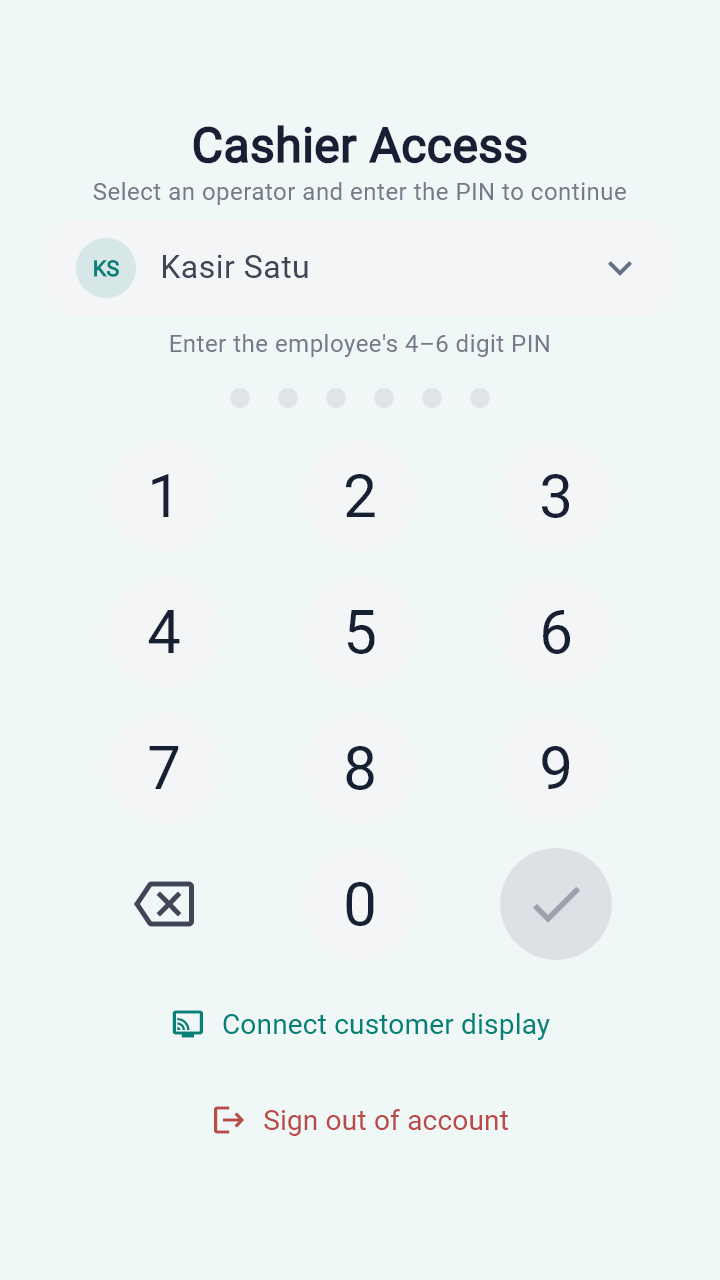 Cashier Access
Select an operator and enter the PIN to continue
KS Kasir Satu
Enter the employee's 4–6 digit PIN
1 2 3
4 5 6
7 8 9
0
Connect customer display
Sign out of account